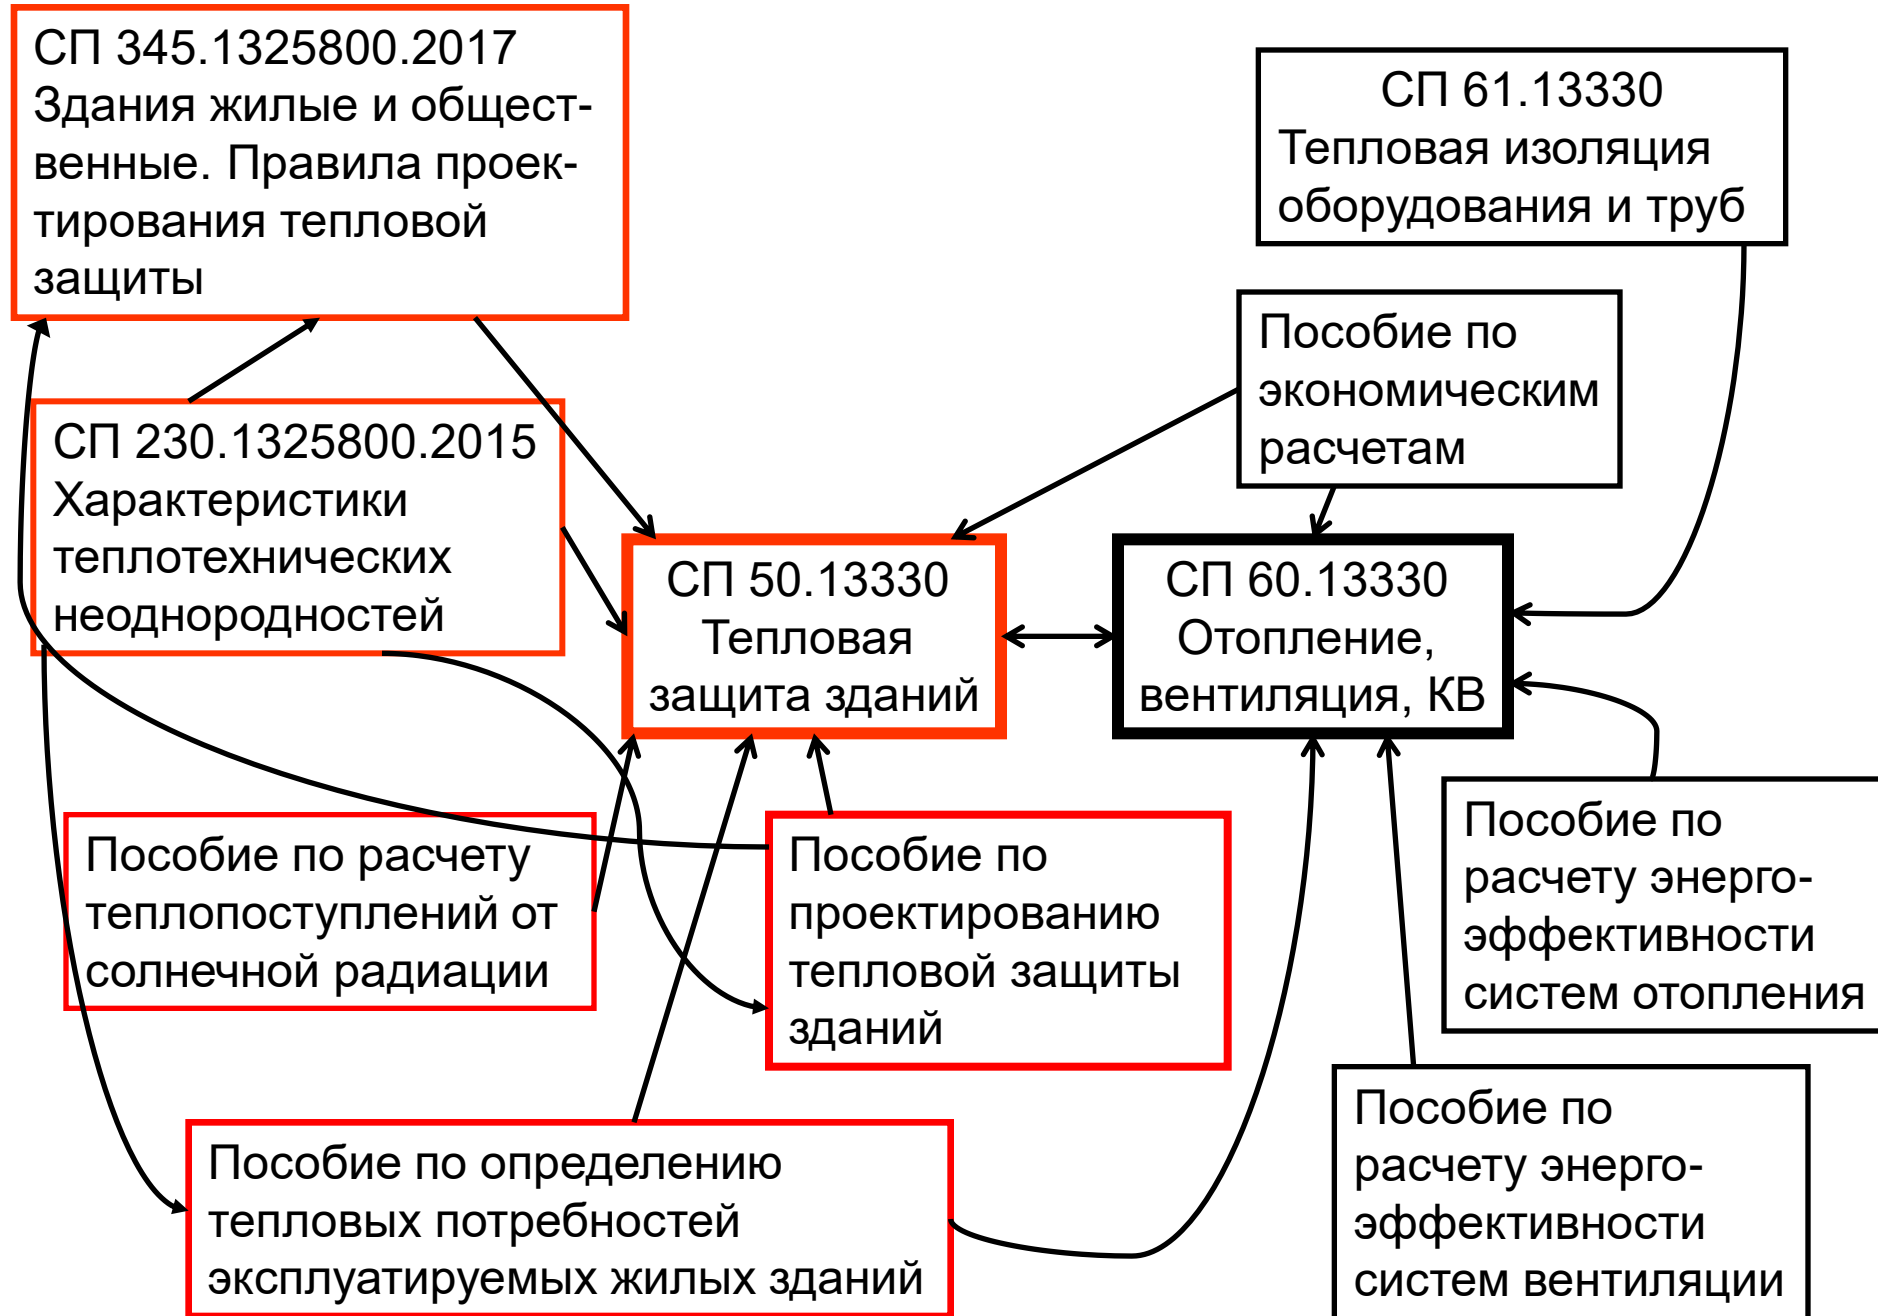 СП 345.1325800.2017
Здания жилые и общест-
венные. Правила проек-
тирования тепловой
защиты
СП 61.13330
Тепловая изоляция
оборудования и труб
Пособие по
экономическим
расчетам
СП 230.1325800.2015
Характеристики
теплотехнических
неоднородностей
СП 50.13330
Тепловая
защита зданий
СП 60.13330
Отопление,
вентиляция, КВ
Пособие по расчету
теплопоступлений от
солнечной радиации
Пособие по
проектированию
тепловой защиты
зданий
Пособие по
расчету энерго-
эффективности
систем отопления
Пособие по определению
тепловых потребностей
эксплуатируемых жилых зданий
Пособие по
расчету энерго-
эффективности
систем вентиляции